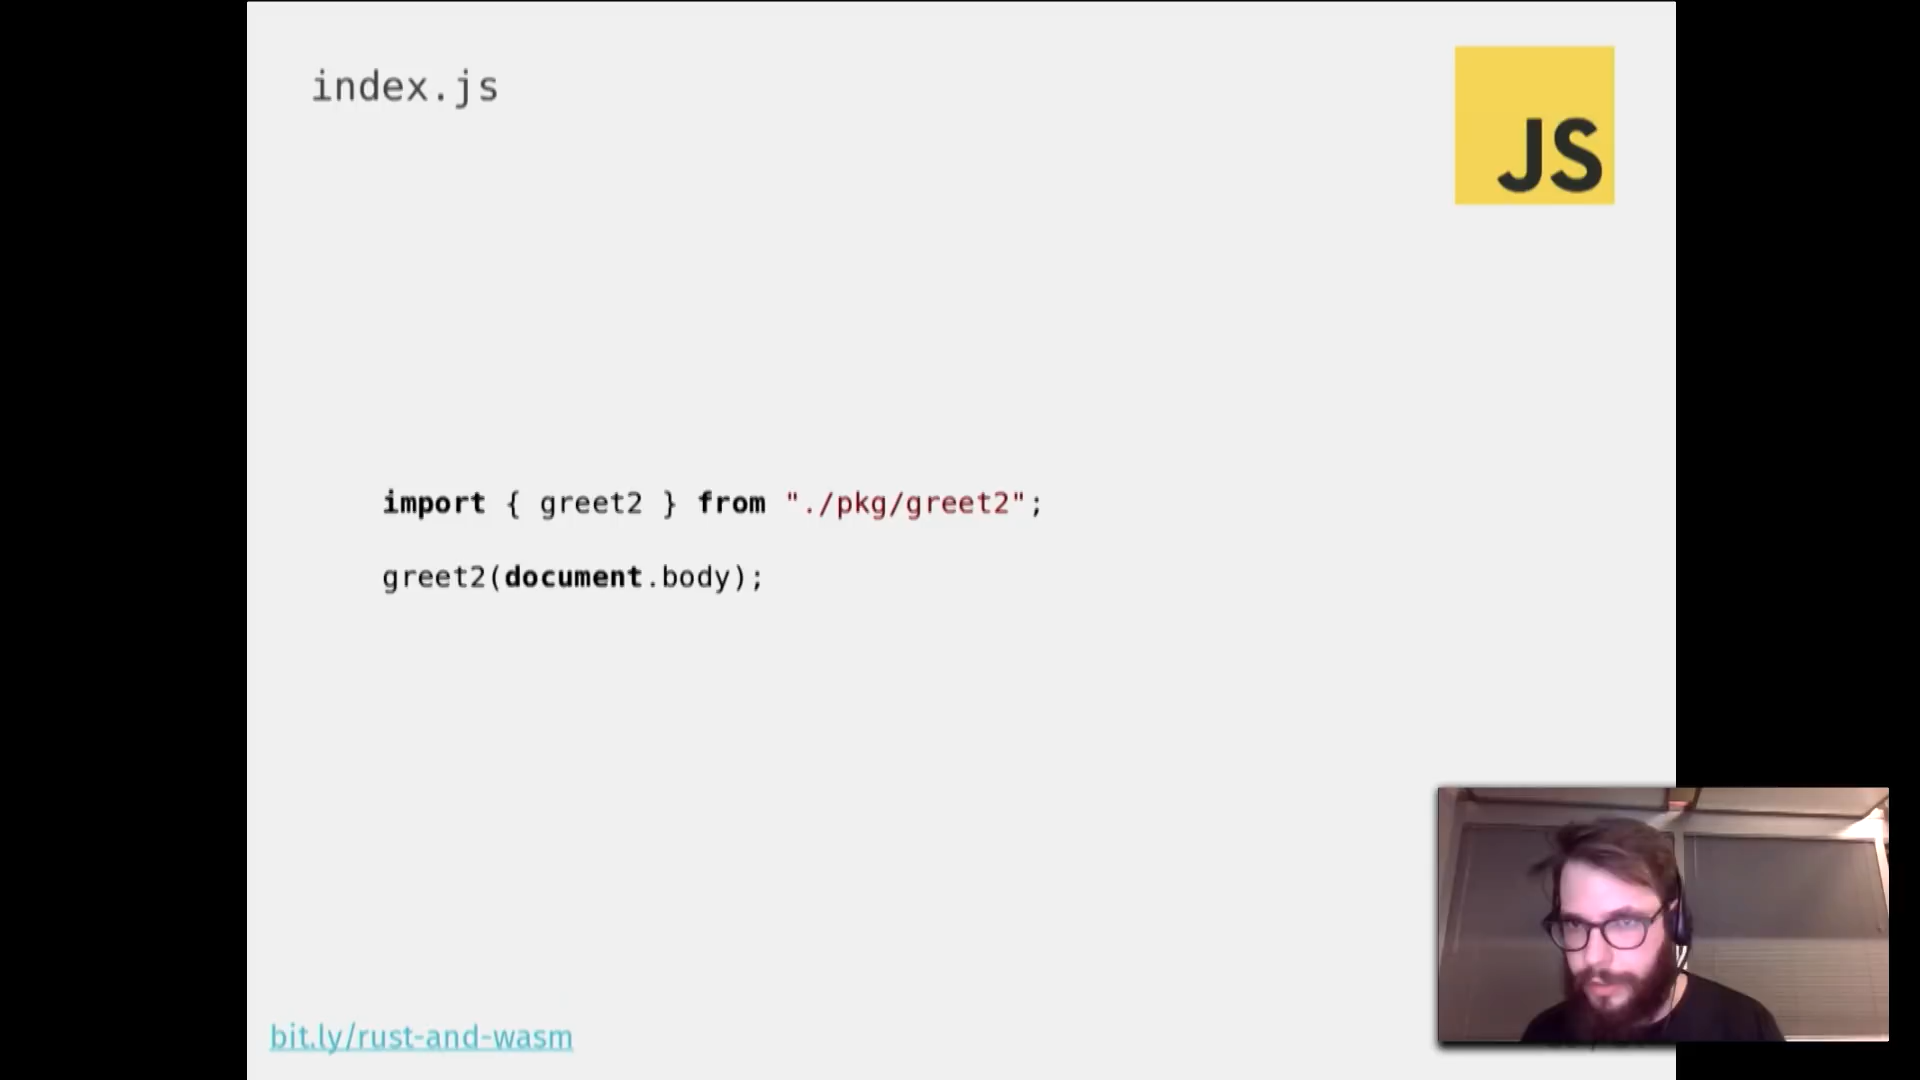 index.js
JS
import { greet2 } from "./pkg/greet2";
greet2(document.body);
bit.ly/rust-and-wasm